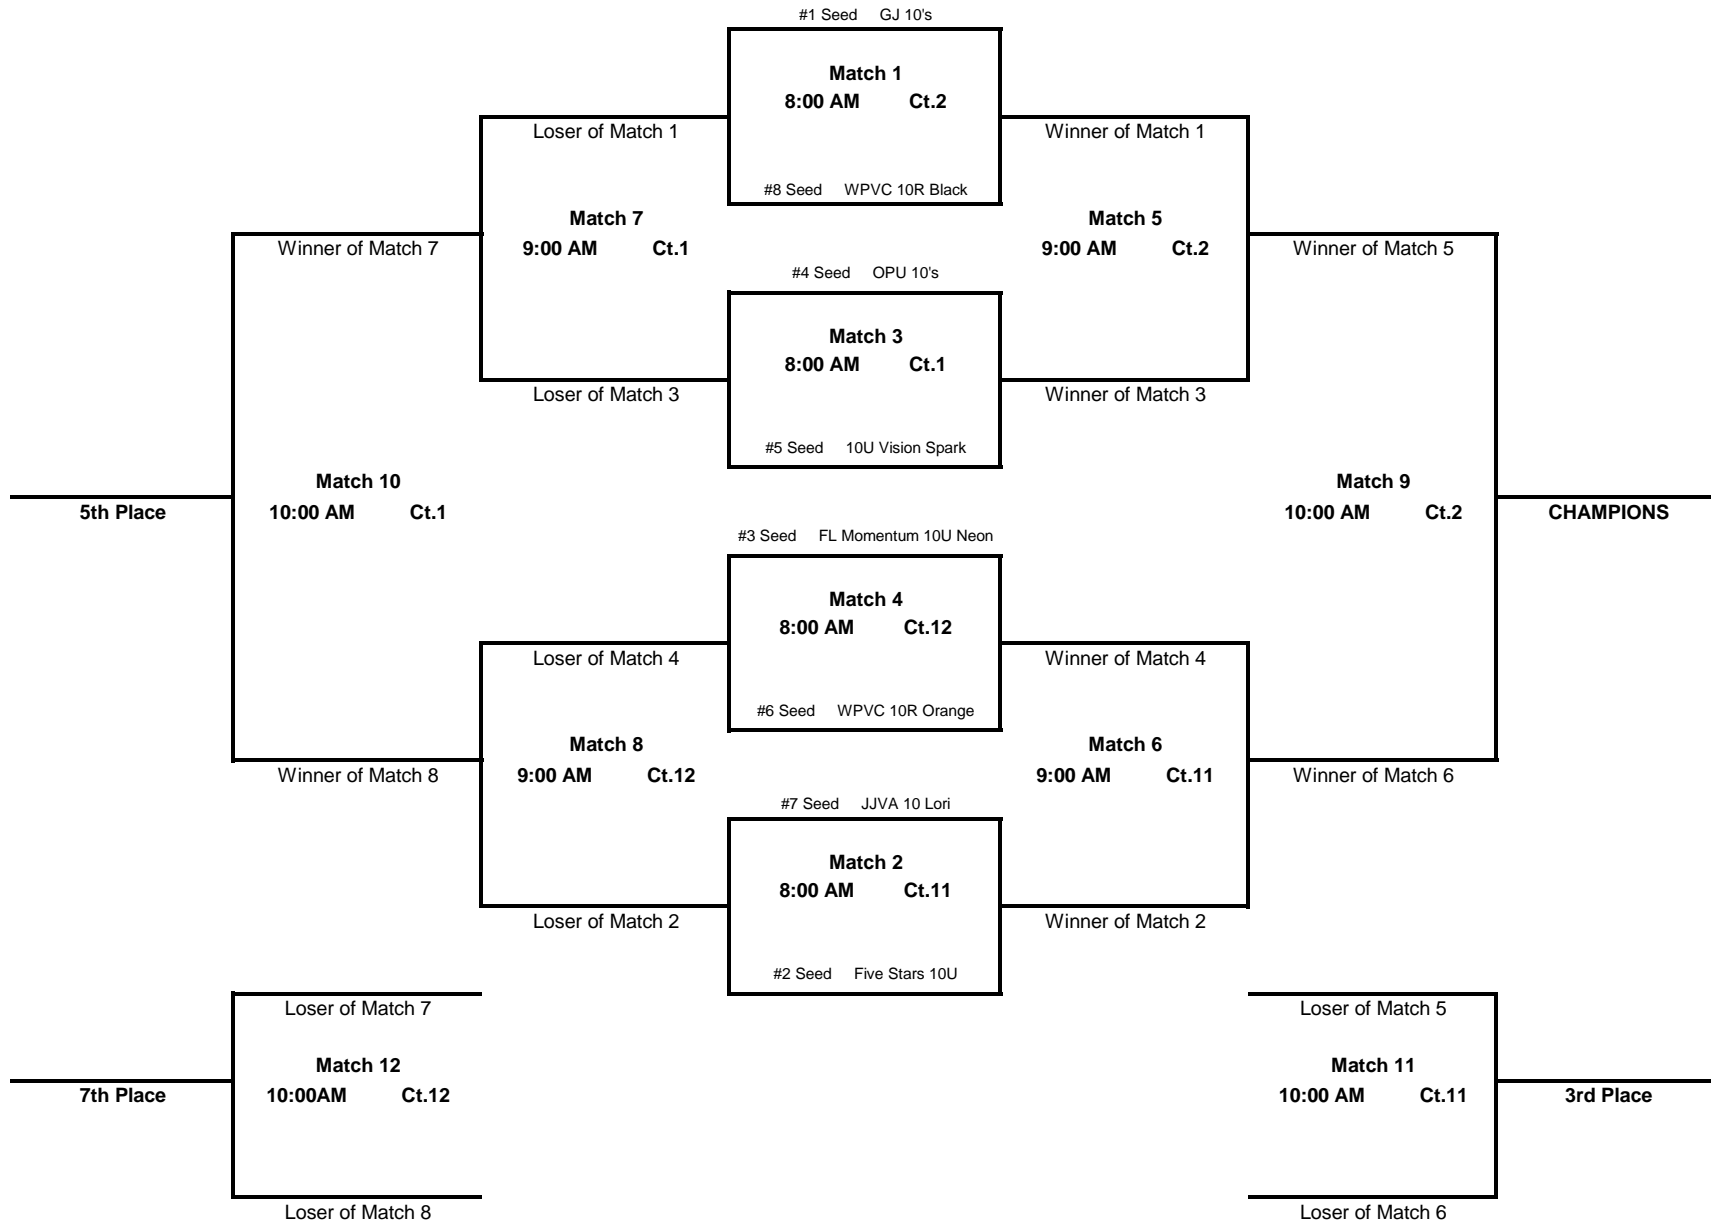 #1 Seed GJ 10's
Match 1
8:00 AM Ct.2
Loser of Match 1
Winner of Match 1
#8 Seed WPVC 10R Black
Match 7
Match 5
Winner of Match 7
9:00 AM Ct.1
9:00 AM Ct.2
Winner of Match 5
#4 Seed OPU 10's
Match 3
8:00 AM Ct.1
Loser of Match 3
Winner of Match 3
#5 Seed 10U Vision Spark
Match 10
Match 9
5th Place
10:00 AM Ct.1
10:00 AM Ct.2
CHAMPIONS
#3 Seed FL Momentum 10U Neon
Match 4
8:00 AM Ct.12
Loser of Match 4
Winner of Match 4
#6 Seed WPVC 10R Orange
Match 8
Match 6
Winner of Match 8
9:00 AM Ct.12
9:00 AM Ct.11
Winner of Match 6
#7 Seed JJVA 10 Lori
Match 2
8:00 AM Ct.11
Loser of Match 2
Winner of Match 2
#2 Seed Five Stars 10U
Loser of Match 7
Loser of Match 5
Match 12
Match 11
7th Place
10:00AM Ct.12
10:00 AM Ct.11
3rd Place
Loser of Match 8
Loser of Match 6